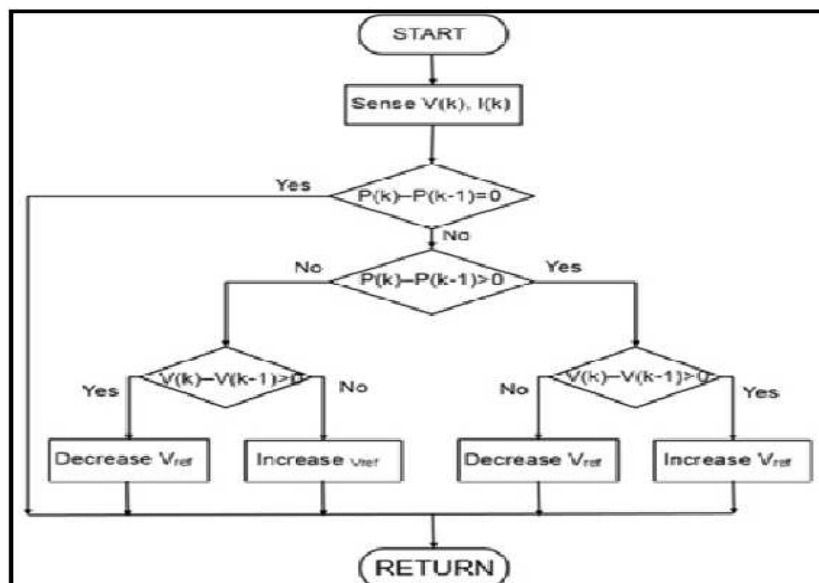 START
Sense V(k), I(k)
Yes
P(k)–P(k-1)=0
No
No
P(k)–P(k-1)>0
Yes
Yes
V(k)–V(k-1)>0
No
No
V(k)–V(k-1)>0
Yes
Decrease Vref
Increase Vref
Decrease Vref
Increase Vref
RETURN